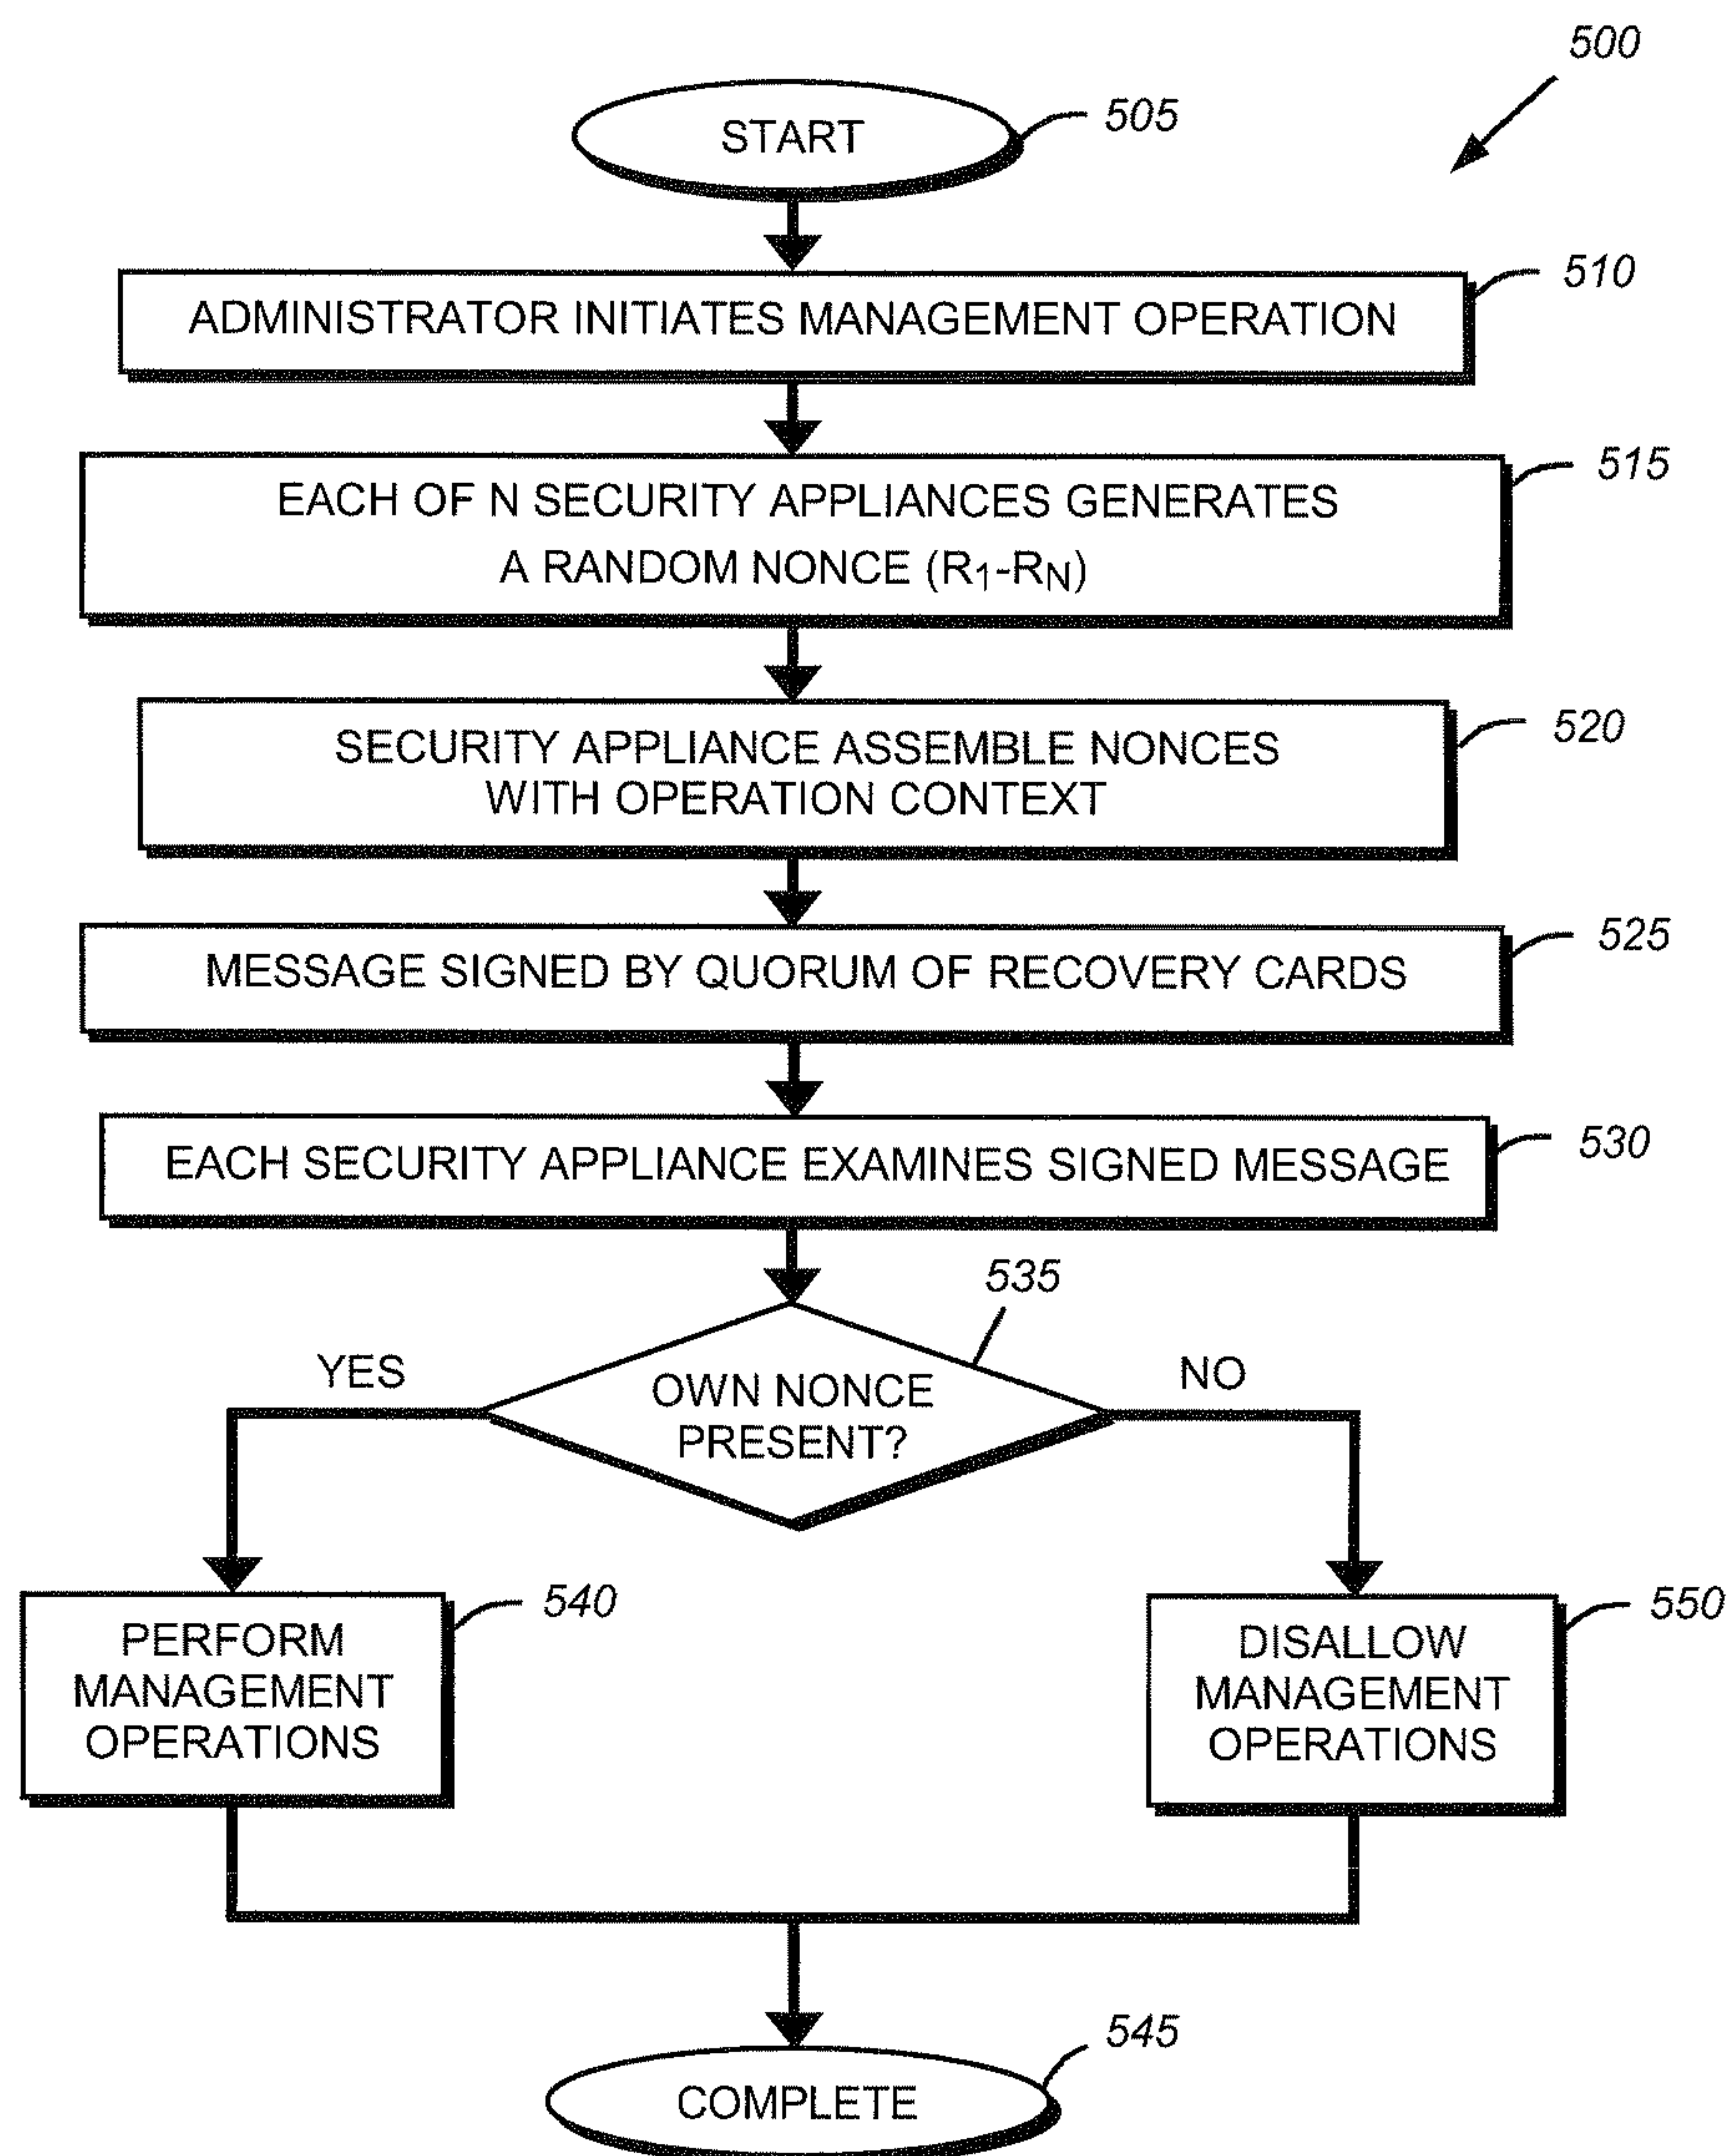 500
START
505
ADMINISTRATOR INITIATES MANAGEMENT OPERATION
510
EACH OF N SECURITY APPLIANCES GENERATES
A RANDOM NONCE (R1-RN)
515
SECURITY APPLIANCE ASSEMBLE NONCES
WITH OPERATION CONTEXT
520
MESSAGE SIGNED BY QUORUM OF RECOVERY CARDS
525
EACH SECURITY APPLIANCE EXAMINES SIGNED MESSAGE
530
535
YES
OWN NONCE
PRESENT?
NO
PERFORM
MANAGEMENT
OPERATIONS
540
DISALLOW
MANAGEMENT
OPERATIONS
550
COMPLETE
545